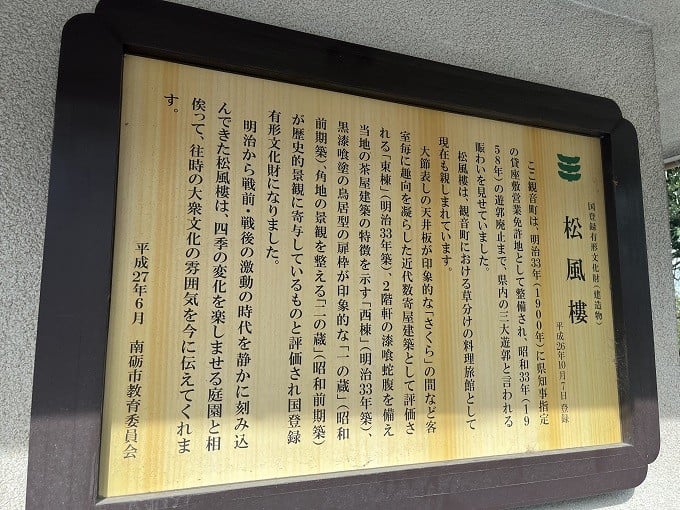 国登録有形文化財（建造物）
松風樓
平成26年10月7日 登録
ここ観音町は、明治33年（1900年）に県知事指定
の貸座敷営業免許地として整備され、昭和33年（19
58年）の遊郭廃止まで、県内の三大遊郭と言われる
賑わいを見せていました。
松風樓は、観音町における草分けの料理旅館として
現在も親しまれています。
大節表しの天井板が印象的な「さくら」の間など客
室毎に趣向を凝らした近代数寄屋建築として評価さ
れる「東棟」（明治33年築）、2階軒の漆喰蛇腹を備え
当地の茶屋建築の特徴を示す「西棟」（明治33年築）、
黒漆喰塗の鳥居型の扉枠が印象的な「一の蔵」（昭和
前期築）、角地の景観を整える「二の蔵」（昭和前期築）
が歴史的景観に寄与しているものと評価され国登録
有形文化財になりました。
明治から戦前・戦後の激動の時代を静かに刻み込
んできた松風樓は、四季の変化を楽しませる庭園と相
俟って、往時の大衆文化の雰囲気を今に伝えてくれま
す。
平成27年6月 南砺市教育委員会